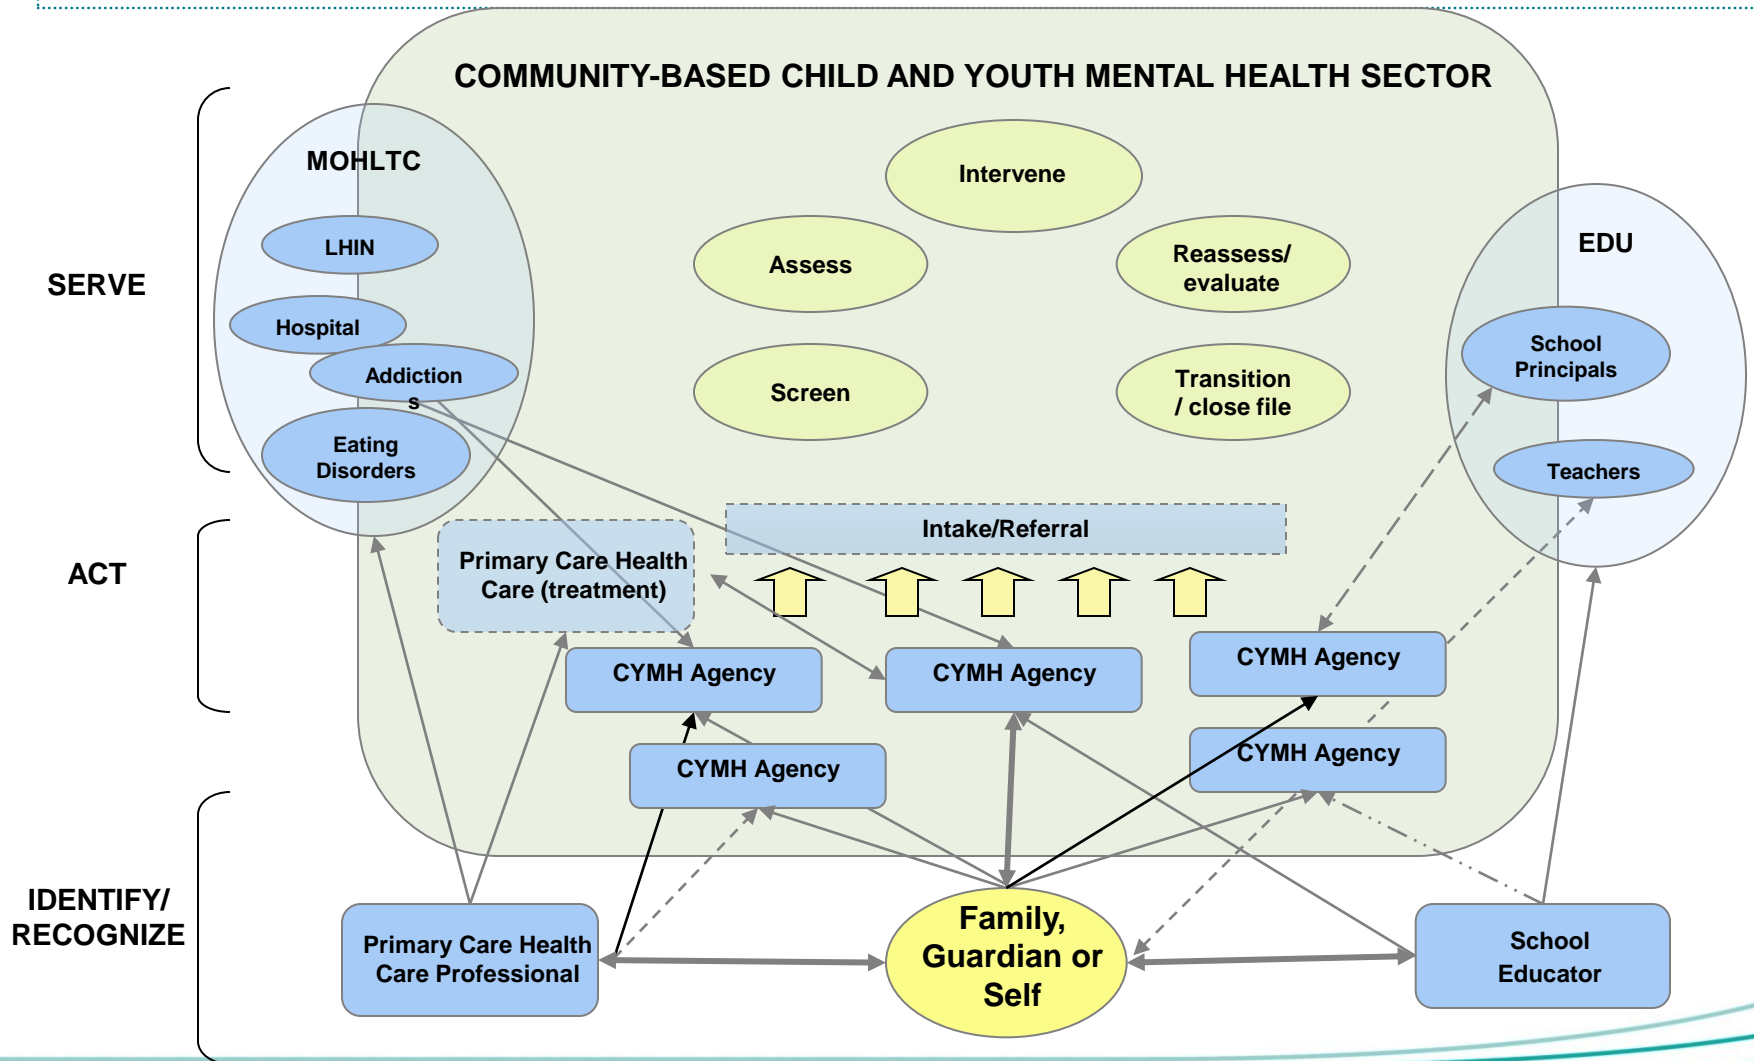 COMMUNITY-BASED CHILD AND YOUTH MENTAL HEALTH SECTOR
SERVE
MOHLTC
LHIN
Hospital
Addiction
s
Eating
Disorders
Intervene
Assess
Reassess/
evaluate
Screen
Transition
/ close file
EDU
School
Principals
Teachers
ACT
Primary Care Health
Care (treatment)
Intake/Referral
CYMH Agency
CYMH Agency
CYMH Agency
CYMH Agency
CYMH Agency
IDENTIFY/
RECOGNIZE
Primary Care Health
Care Professional
Family,
Guardian or
Self
School
Educator